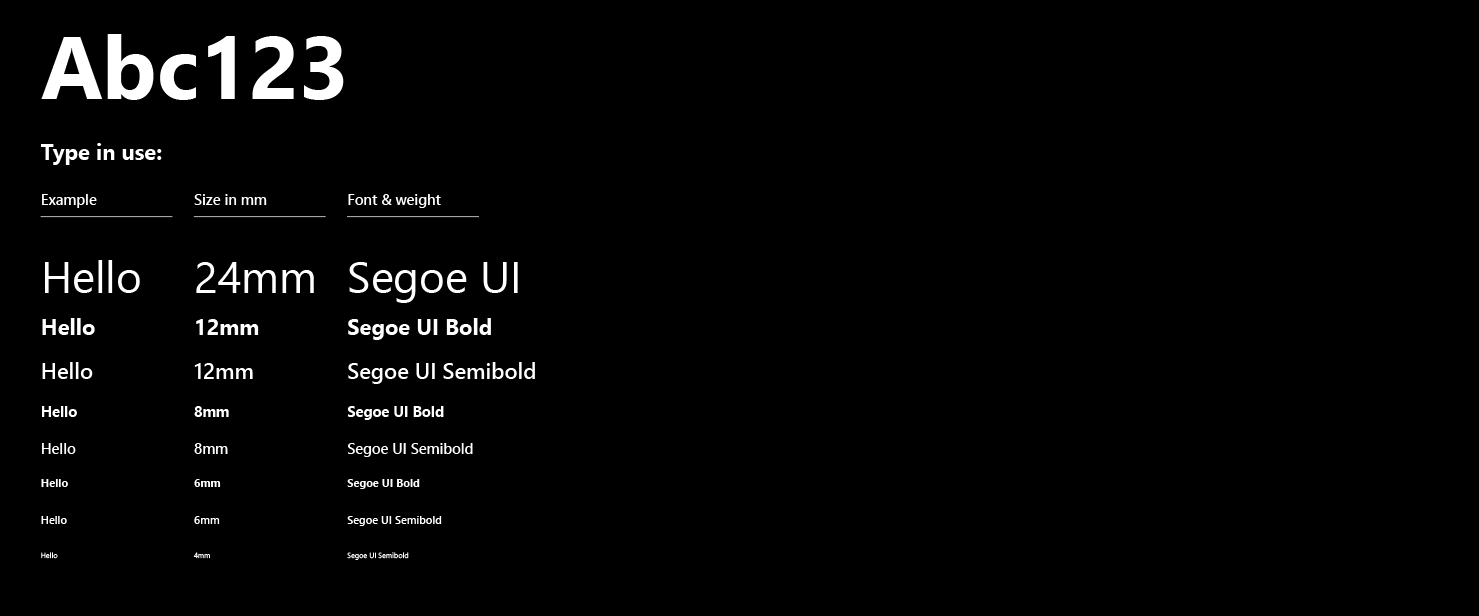 Abc123
Type in use:
Example Size in mm Font & weight
Hello 24mm Segoe UI
Hello 12mm Segoe UI Bold
Hello 12mm Segoe UI Semibold
Hello 8mm Segoe UI Bold
Hello 8mm Segoe UI Semibold
Hello 6mm Segoe UI Bold
Hello 6mm Segoe UI Semibold
Hello 4mm Segoe UI Semibold